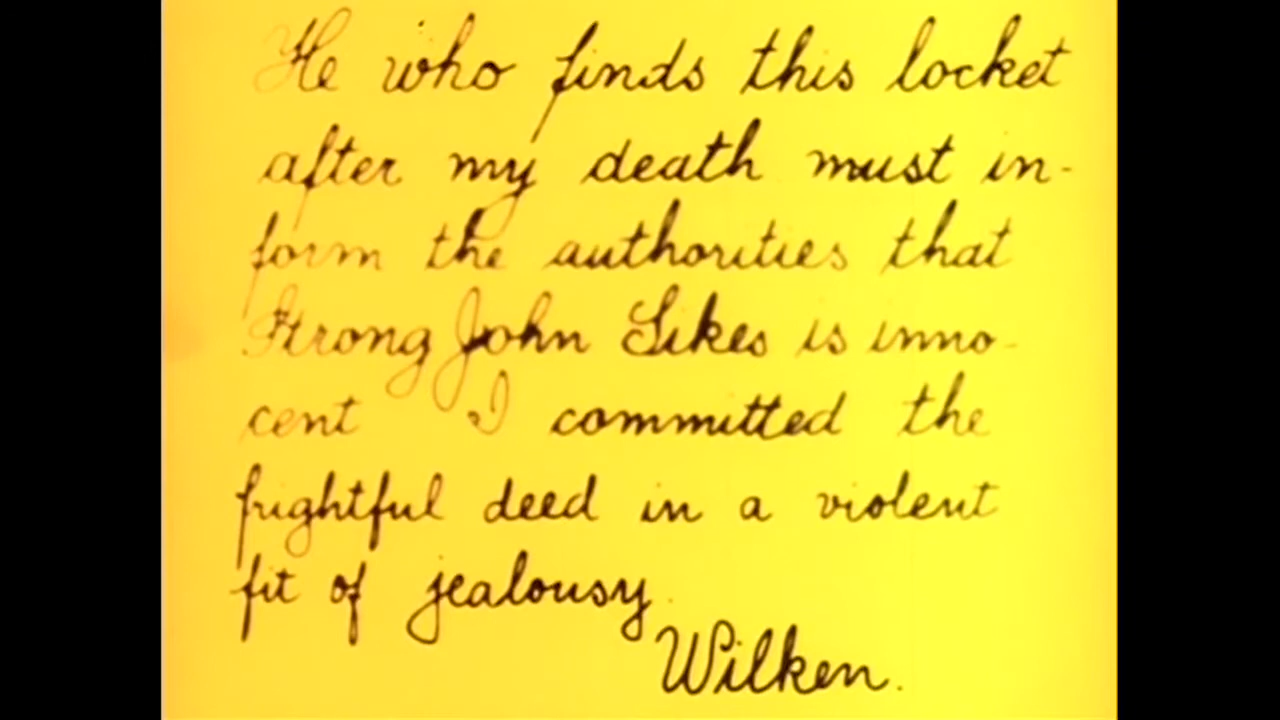 He who finds this locket
after my death must in-
form the authorities that
Strong John Sikes is inno-
cent I committed the
frightful deed in a violent
fit of jealousy.
Wilken.